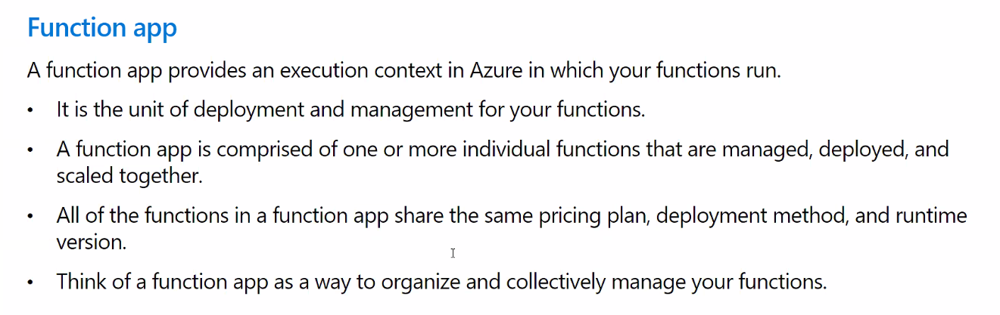 Function app
A function app provides an execution context in Azure in which your functions run.
• It is the unit of deployment and management for your functions.
• A function app is comprised of one or more individual functions that are managed, deployed, and
scaled together.
• All of the functions in a function app share the same pricing plan, deployment method, and runtime
version.
• Think of a function app as a way to organize and collectively manage your functions.